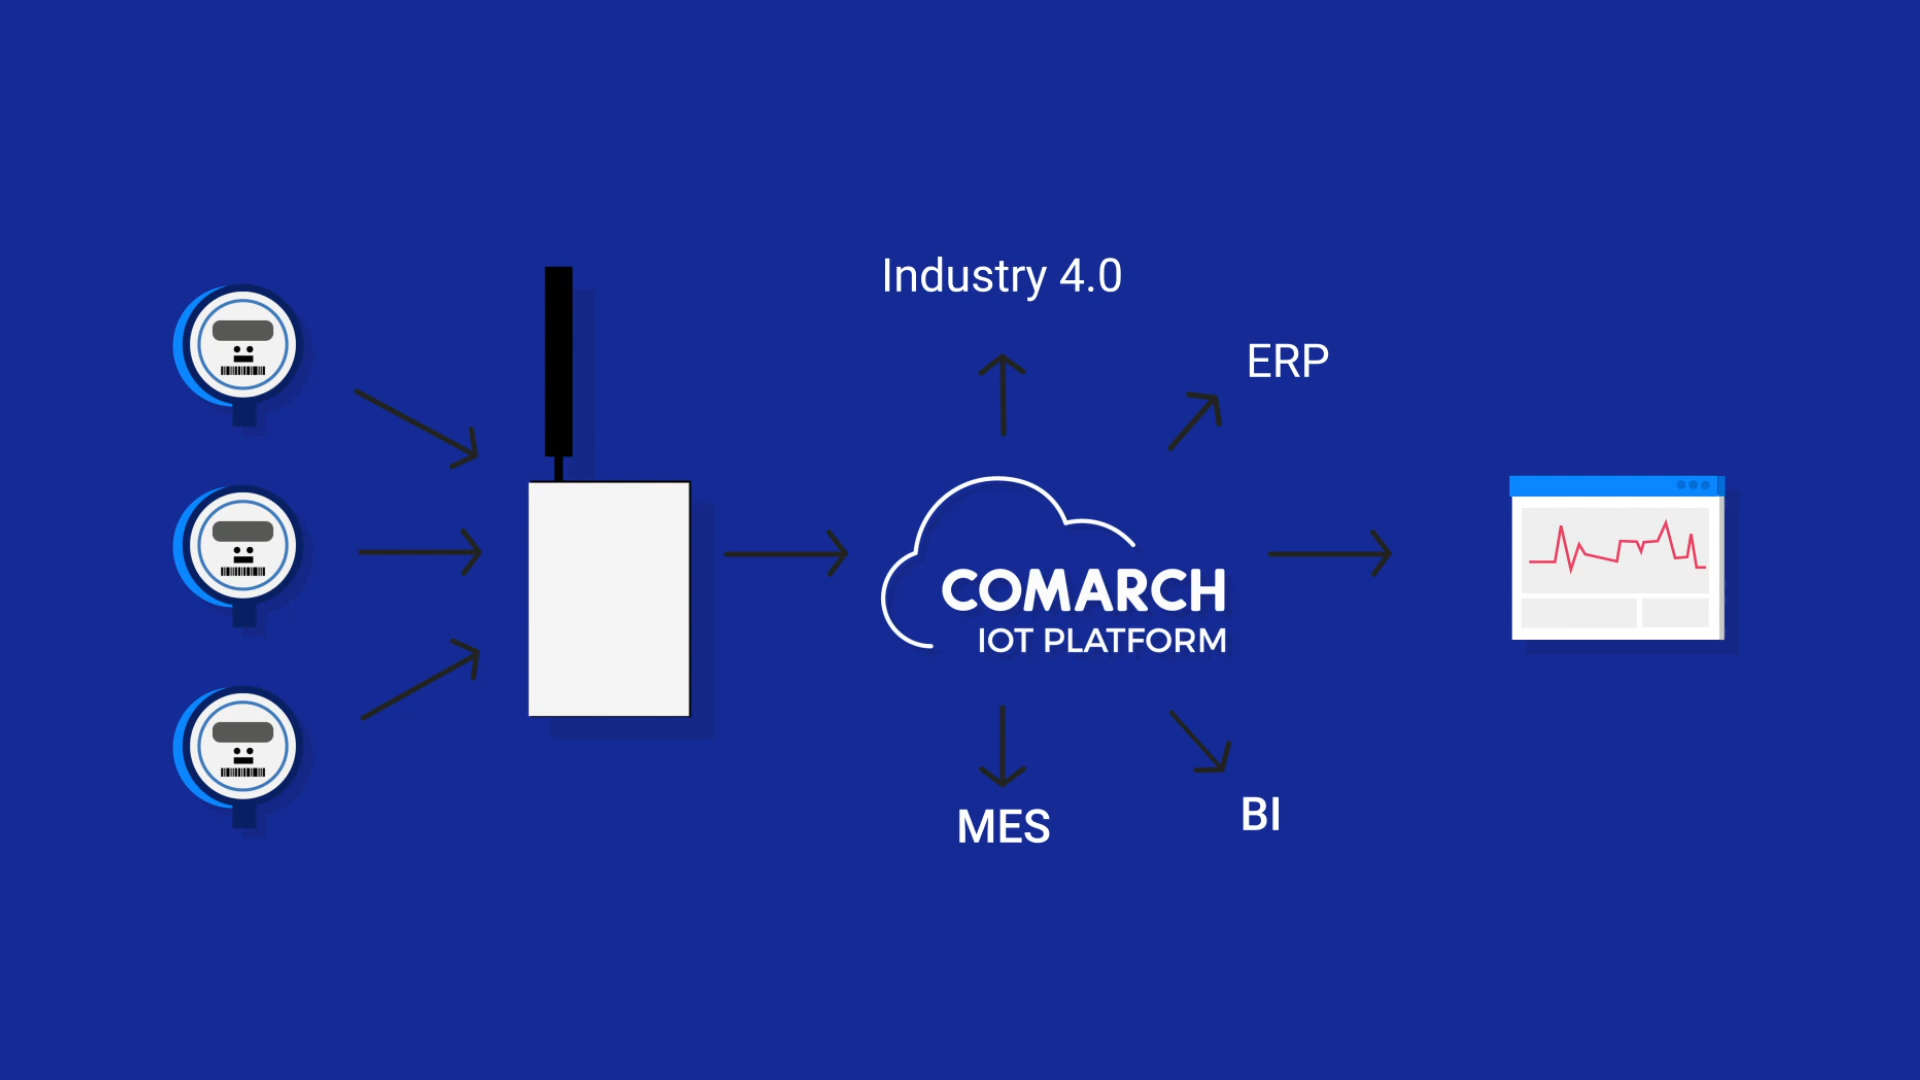 Industry 4.0
ERP
COMARCH
IOT PLATFORM
MES
BI